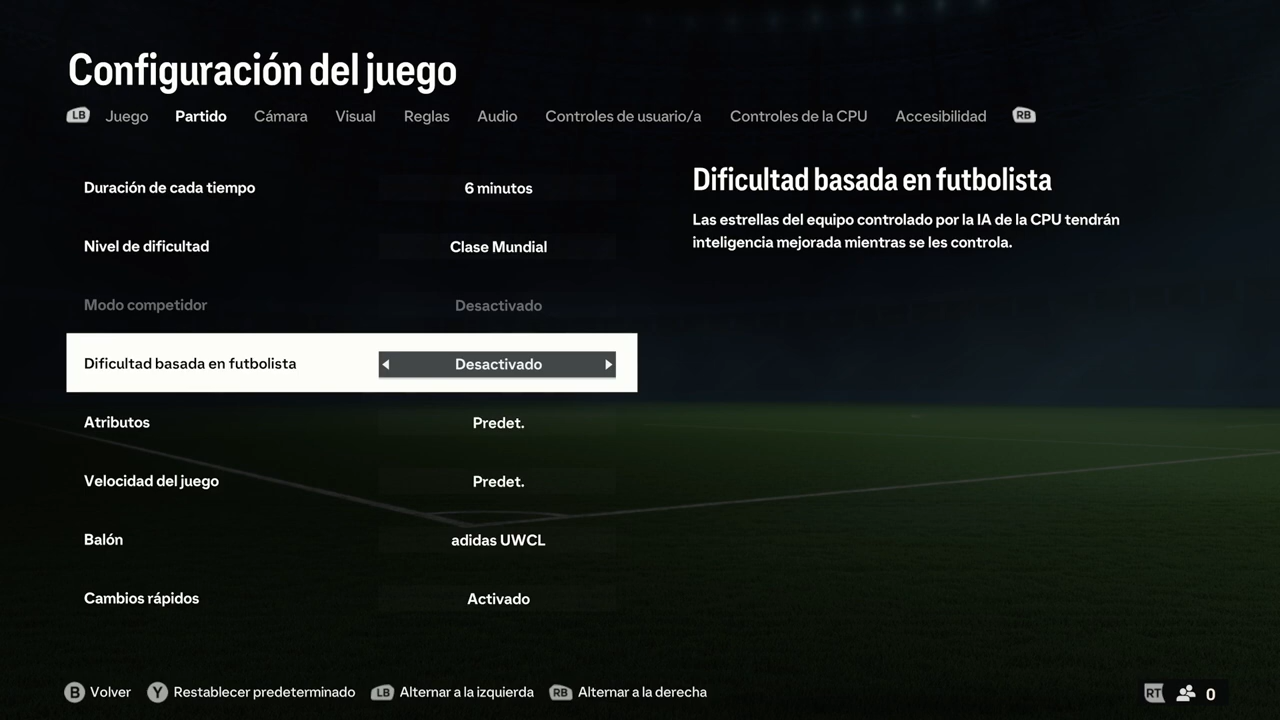 Configuración del juego
LB Juego Partido Cámara Visual Reglas Audio Controles de usuario/a Controles de la CPU Accesibilidad RB
Duración de cada tiempo 6 minutos
Nivel de dificultad Clase Mundial
Modo competidor Desactivado
Dificultad basada en futbolista Desactivado
Atributos Predet.
Velocidad del juego Predet.
Balón adidas UWCL
Cambios rápidos Activado
Dificultad basada en futbolista
Las estrellas del equipo controlado por la IA de la CPU tendrán
inteligencia mejorada mientras se les controla.
B Volver Y Restablecer predeterminado LB Alternar a la izquierda RB Alternar a la derecha
RT 0